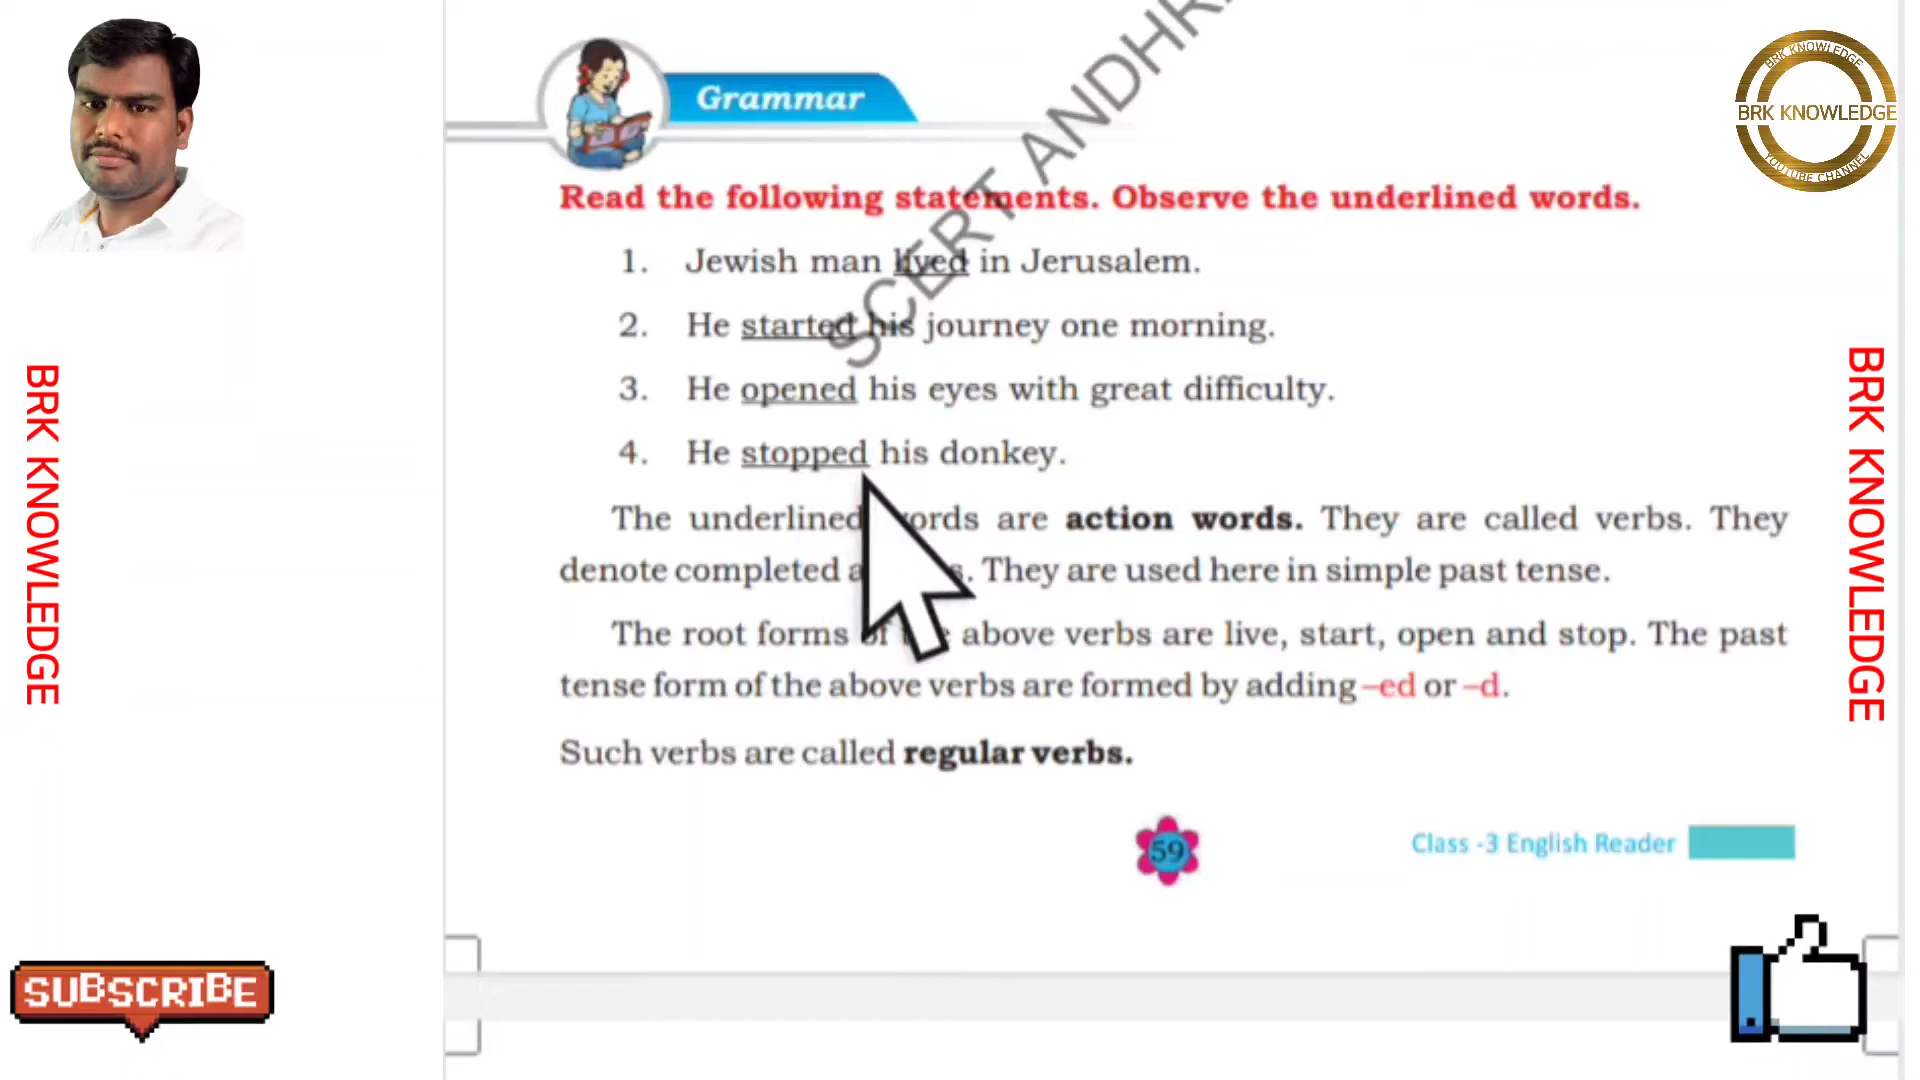 Grammar
SCERT ANDHR
BRK KNOWLEDGE
BRK KNOWLEDGE
YOUTUBE CHANNEL
Read the following statements. Observe the underlined words.
1. Jewish man lived in Jerusalem.
2. He started his journey one morning.
3. He opened his eyes with great difficulty.
4. He stopped his donkey.
The underlined words are action words. They are called verbs. They
denote completed . They are used here in simple past tense.
The root forms of above verbs are live, start, open and stop. The past
tense form of the above verbs are formed by adding –ed or –d.
Such verbs are called regular verbs.
59
Class -3 English Reader
BRK KNOWLEDGE
BRK KNOWLEDGE
SUBSCRIBE